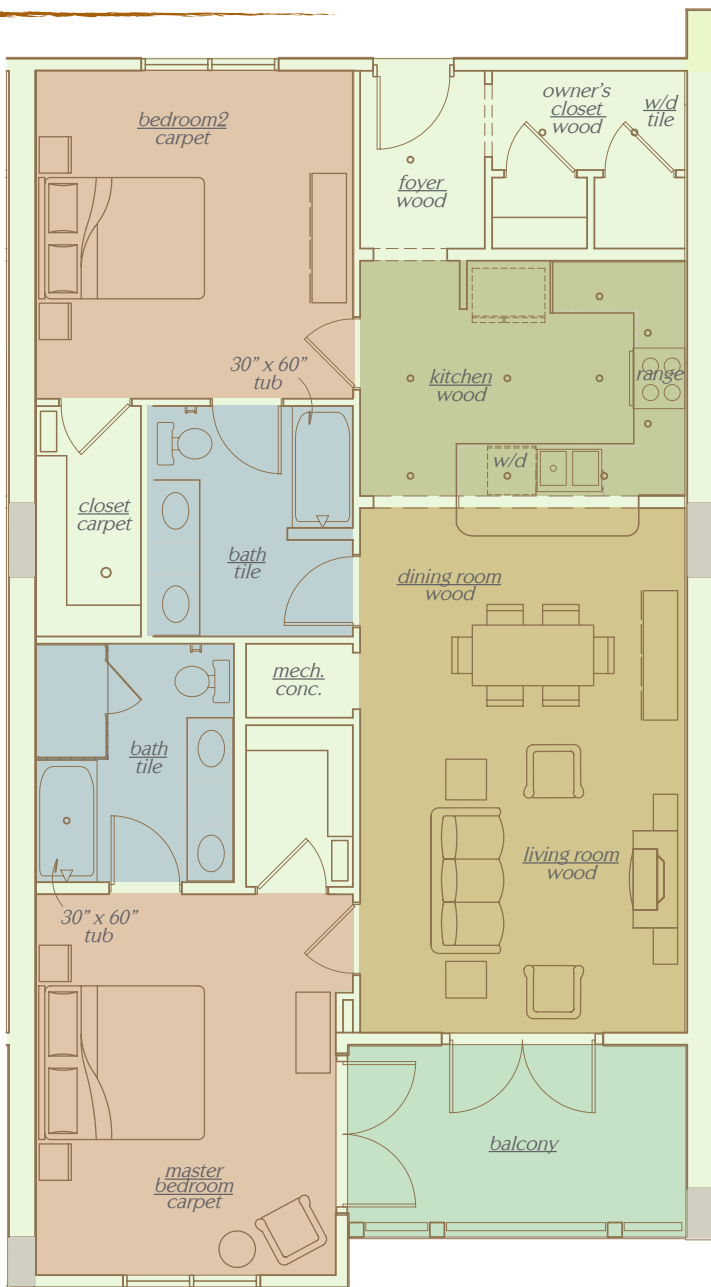 bedroom2
carpet
owner's
closet
wood
w/d
tile
foyer
wood
30" x 60"
tub
kitchen
wood
range
w/d
closet
carpet
bath
tile
dining room
wood
mech.
conc.
bath
tile
living room
wood
30" x 60"
tub
master
bedroom
carpet
balcony